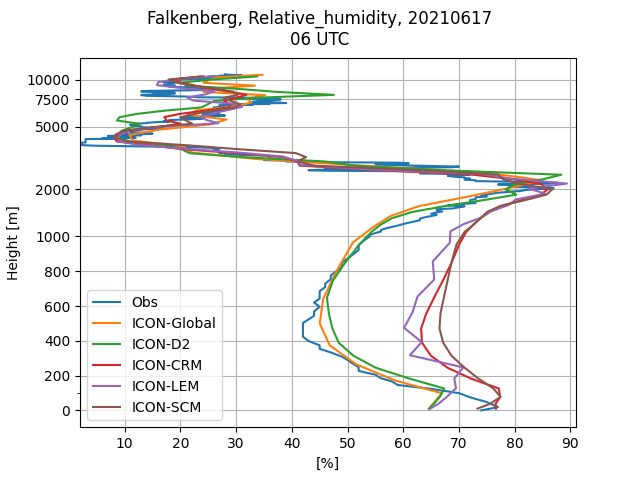 Falkenberg, Relative_humidity, 20210617
06 UTC
10000
7500
5000
2000
1000
800
600
400
200
0
Height [m]
Obs
ICON-Global
ICON-D2
ICON-CRM
ICON-LEM
ICON-SCM
10 20 30 40 50 60 70 80 90
[%]